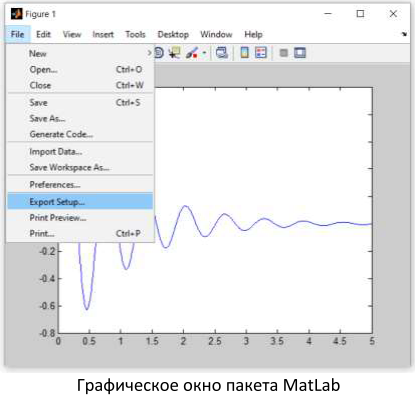 Figure 1
File Edit View Insert Tools Desktop Window Help
New
Open... Ctrl+O
Close Ctrl+W
Save Ctrl+S
Save As...
Generate Code...
Import Data...
Save Workspace As...
Preferences...
Export Setup...
Print Preview...
Print... Ctrl+P
-0.2
-0.4
-0.6
-0.8
0 0.5 1 1.5 2 2.5 3 3.5 4 4.5 5
Графическое окно пакета MatLab